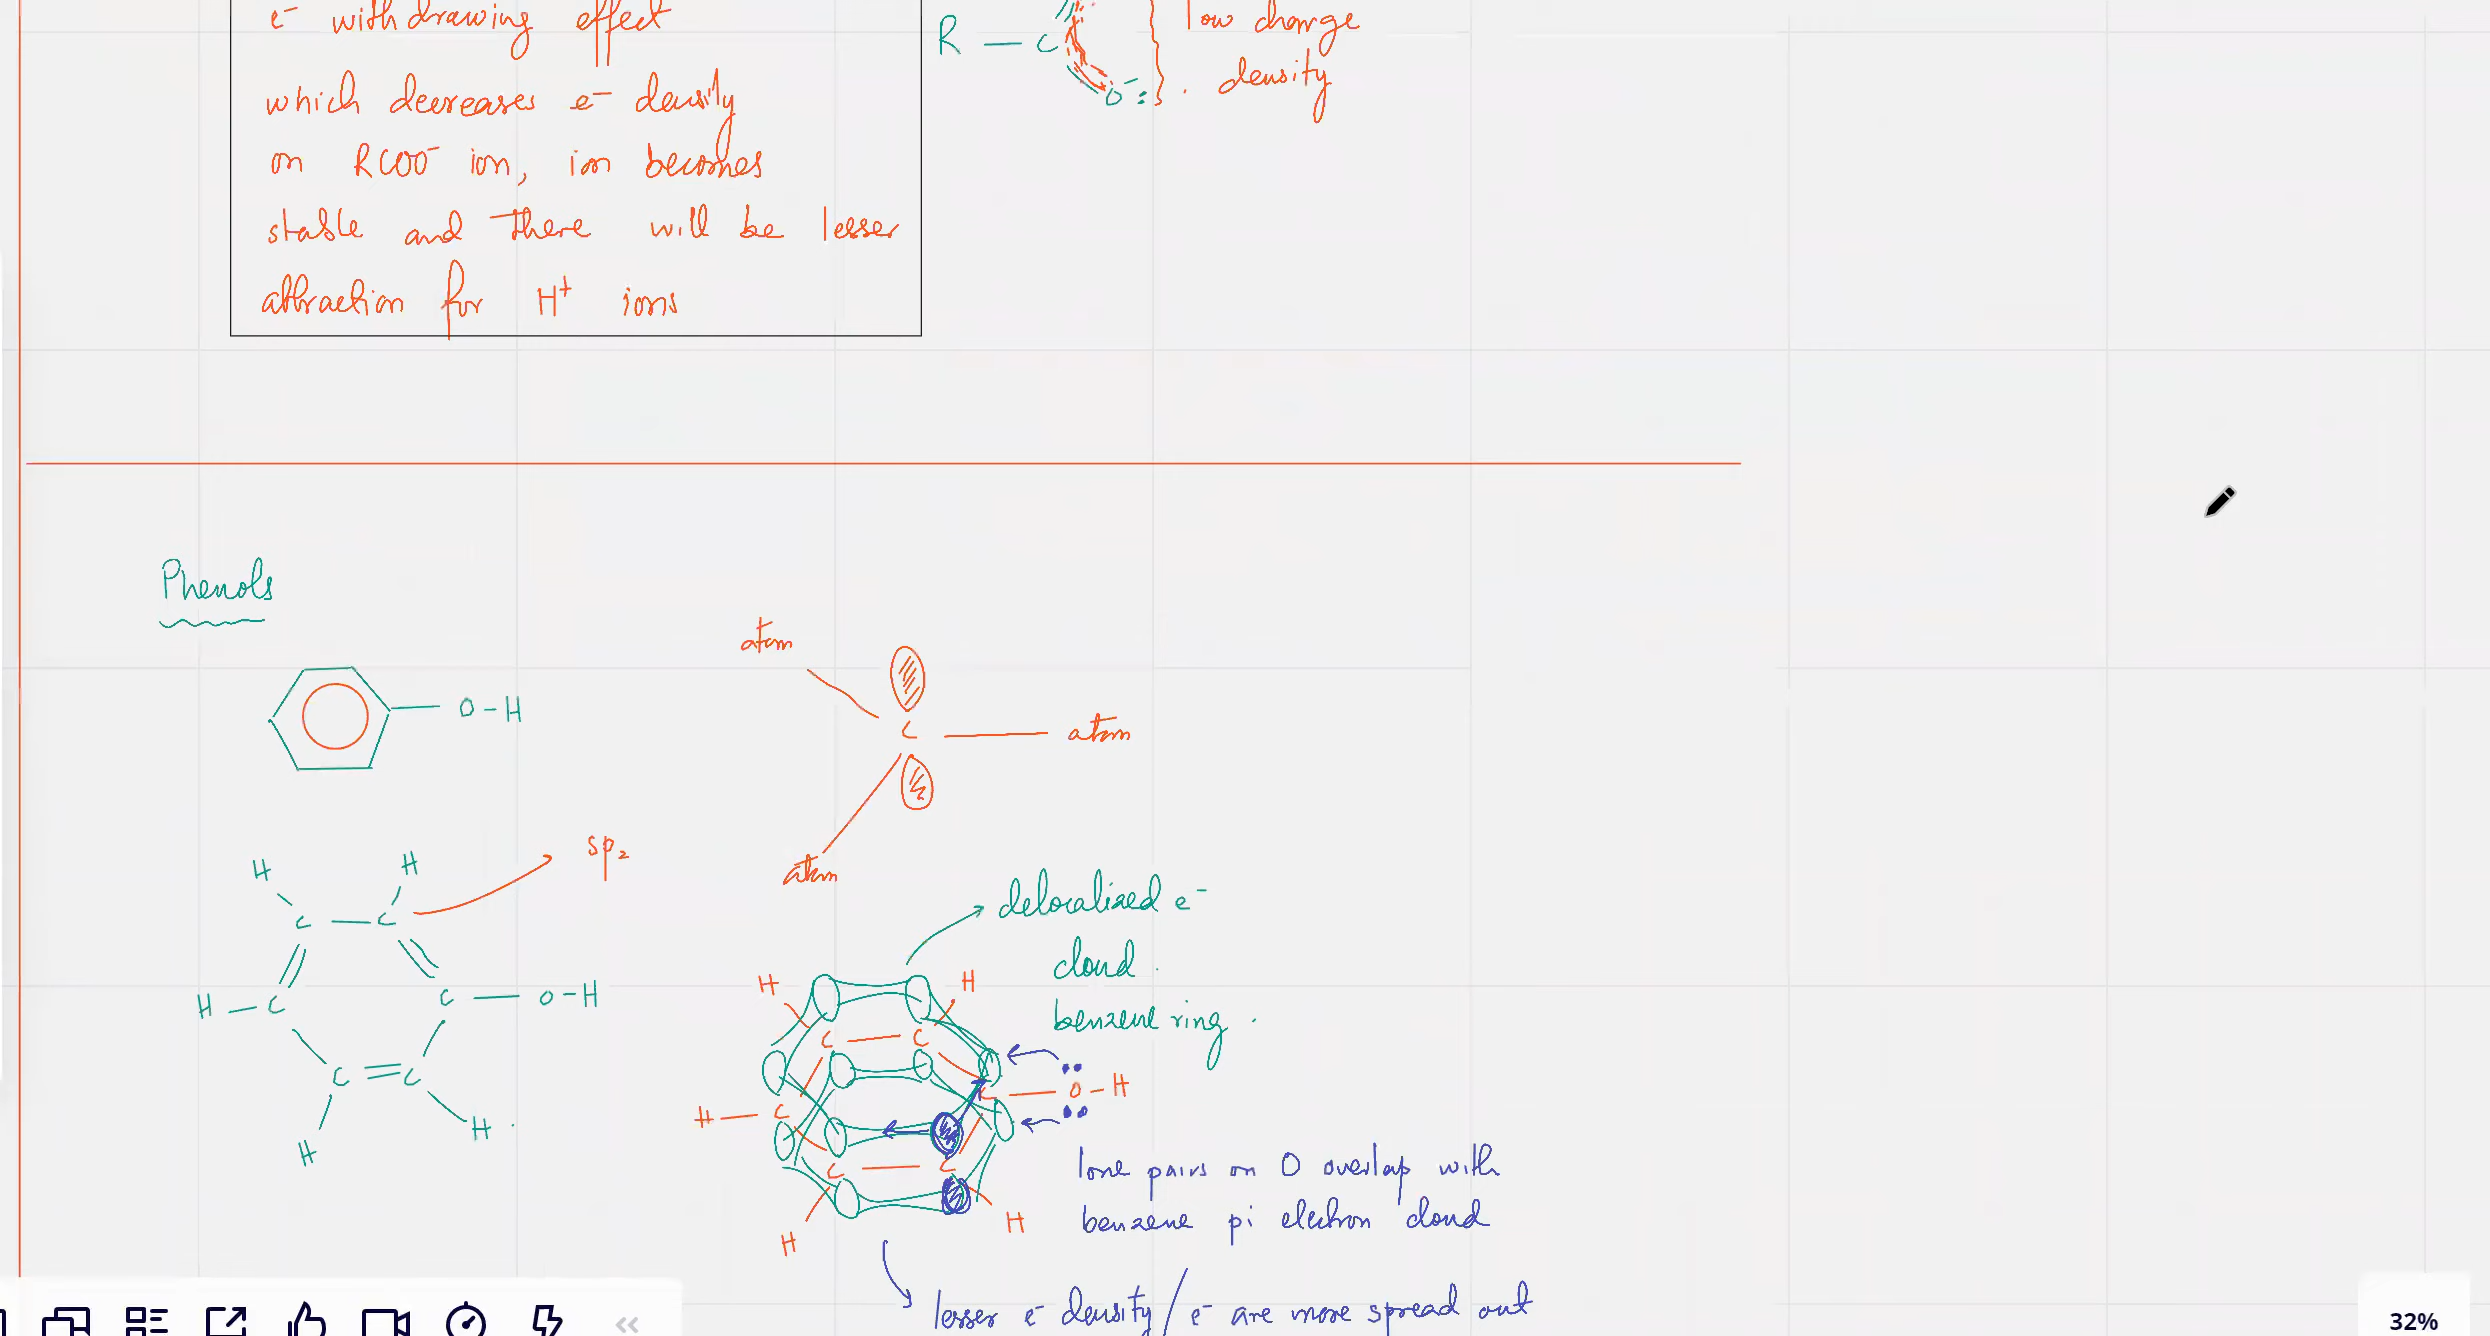 e⁻ withdrawing effect
which decreases e⁻ density
on RCOO⁻ ion, ion becomes
stable and there will be lesser
attraction for H⁺ ions
R — C
O⁻ :
low charge
density
Phenols
O - H
atom
C
atom
atom
sp₂
H H
C — C
H — C C — O - H
C = C
H H
delocalized e⁻
cloud
benzene ring
H H
C — C
H — C C — O - H
C — C
H H
lone pairs on O overlap with
benzene pi electron cloud
lesser e⁻ density / e⁻ are more spread out
32%